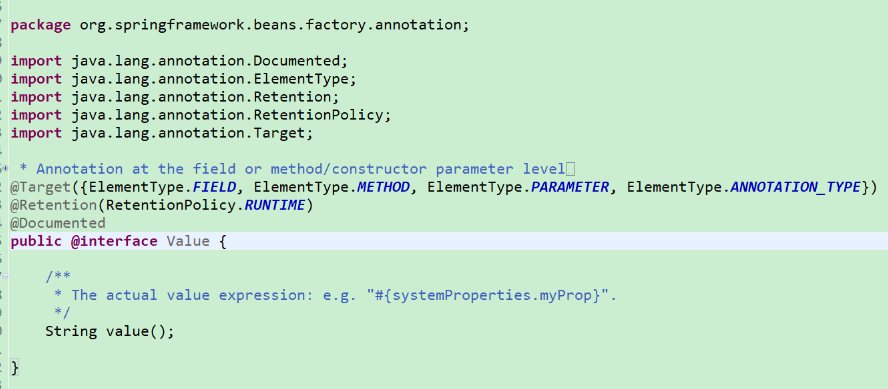 package org.springframework.beans.factory.annotation;
import java.lang.annotation.Documented;
import java.lang.annotation.ElementType;
import java.lang.annotation.Retention;
import java.lang.annotation.RetentionPolicy;
import java.lang.annotation.Target;
* Annotation at the field or method/constructor parameter level
@Target({ElementType.FIELD, ElementType.METHOD, ElementType.PARAMETER, ElementType.ANNOTATION_TYPE})
@Retention(RetentionPolicy.RUNTIME)
@Documented
public @interface Value {
/**
* The actual value expression: e.g. "#{systemProperties.myProp}".
*/
String value();
}